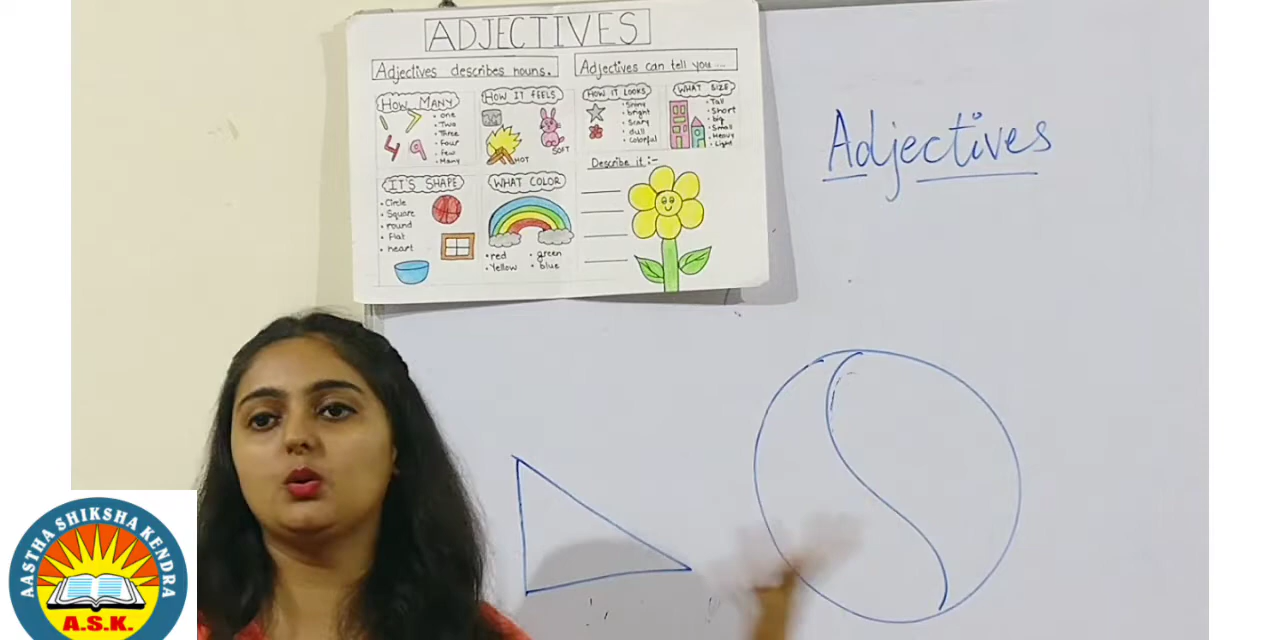 ADJECTIVES
Adjectives describes nouns.
Adjectives can tell you ...
HOW MANY
• one
• Two
• Three
• Four
• few
• Many
HOW IT FEELS
HOT
SOFT
HOW IT LOOKS
• Shiny
• bright
• Scary
• dull
• Colorful
WHAT SIZE
• Tall
• Short
• big
• Small
• Heavy
• Light
IT'S SHAPE
• Circle
• Square
• round
• Flat
• heart
WHAT COLOR
• red
• Yellow
• green
• blue
Describe it :-
Adjectives
AASTHA SHIKSHA KENDRA
A.S.K.